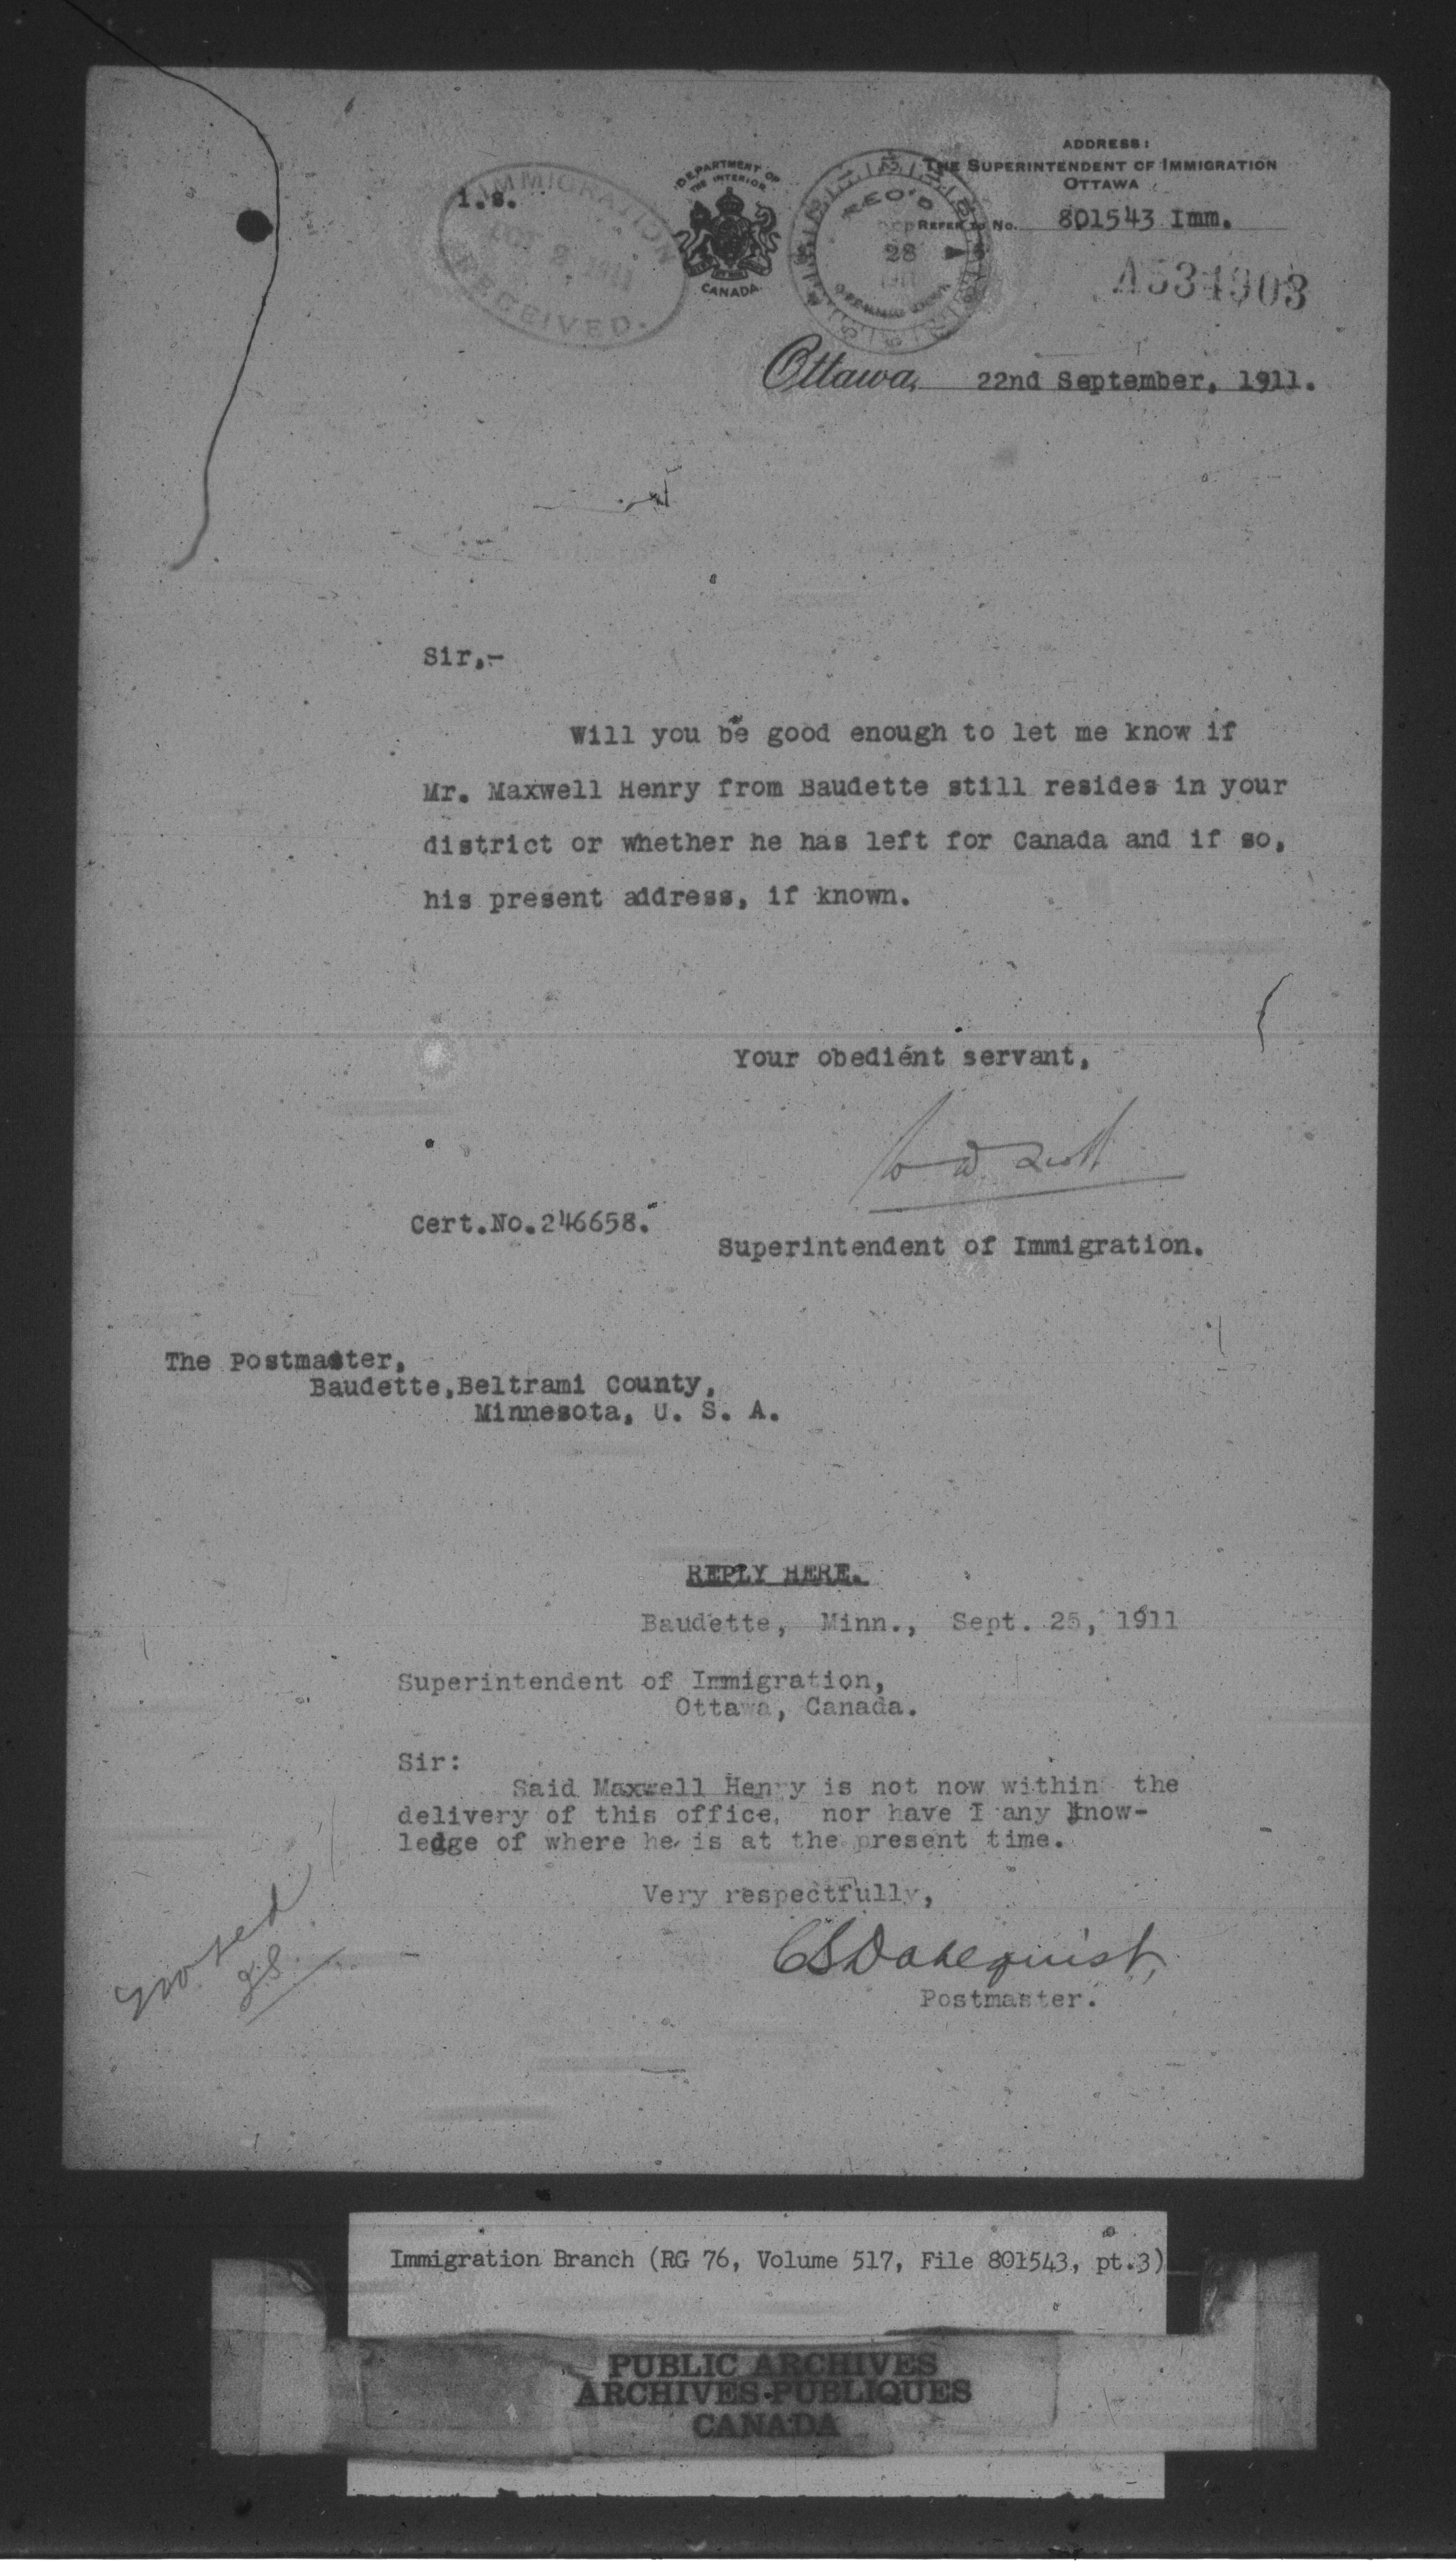 ADDRESS:
THE SUPERINTENDENT OF IMMIGRATION
OTTAWA
I.S.
IMMIGRATION
OCT 2 1911
RECEIVED.
DEPARTMENT OF
THE INTERIOR
CANADA
REC'D
28
1911
REFER TO No. 801543 Imm.
A534903
Ottawa, 22nd September, 1911.
Sir,-
Will you be good enough to let me know if
Mr. Maxwell Henry from Baudette still resides in your
district or whether he has left for Canada and if so,
his present address, if known.
Your obedient servant,
W D Scott
Cert.No.246658.
Superintendent of Immigration.
The Postmaster,
Baudette,Beltrami County,
Minnesota, U. S. A.
REPLY HERE.
Baudette, Minn., Sept. 25, 1911
Superintendent of Immigration,
Ottawa, Canada.
Sir:
Said Maxwell Henry is not now within the
delivery of this office, nor have I any know-
ledge of where he is at the present time.
Very respectfully,
CSDahlquist,
Postmaster.
Immigration Branch (RG 76, Volume 517, File 801543, pt.3)
PUBLIC ARCHIVES
ARCHIVES PUBLIQUES
CANADA